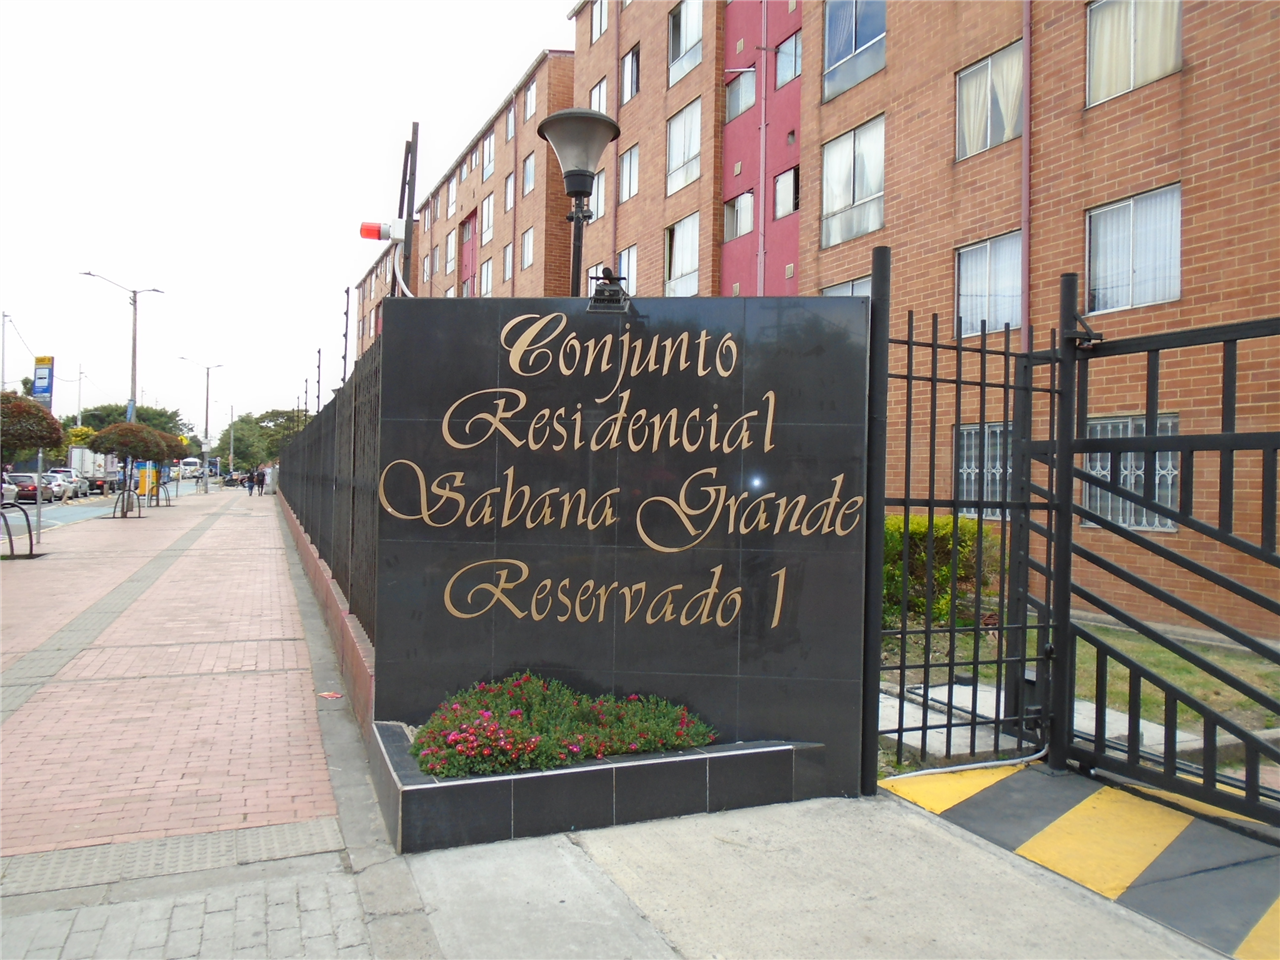 Conjunto
Residencial
Sabana Grande
Reservado 1